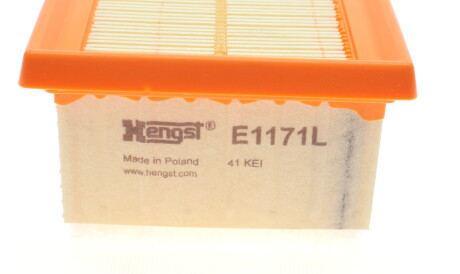 Hengst® E1171L
Made in Poland 41 KEI
www.hengst.com